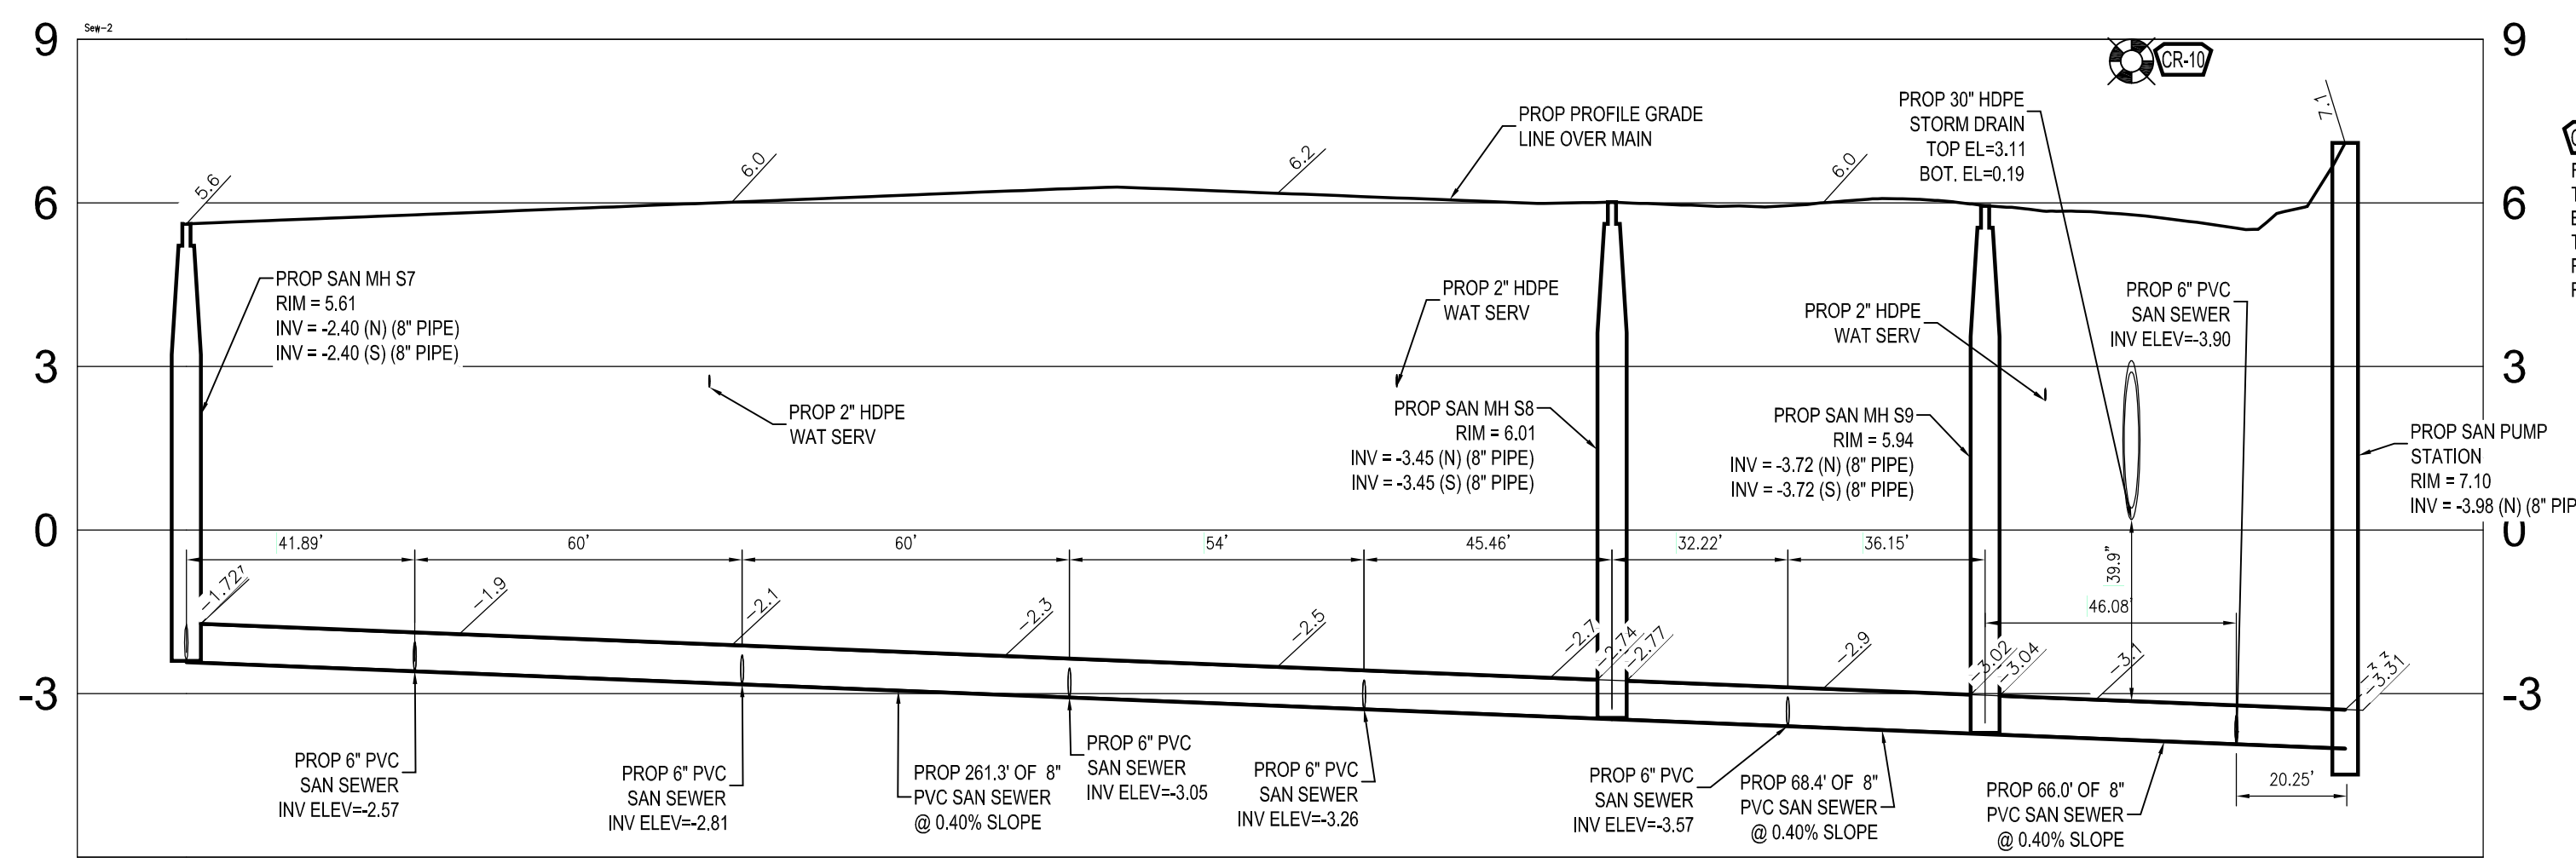 Sew-2
9
6
3
0
-3
9
6
3
0
-3
CR-10
5.6
6.0
6.2
6.0
7.1
PROP PROFILE GRADE
LINE OVER MAIN
PROP 30" HDPE
STORM DRAIN
TOP EL=3.11
BOT. EL=0.19
PROP SAN MH S7
RIM = 5.61
INV = -2.40 (N) (8" PIPE)
INV = -2.40 (S) (8" PIPE)
PROP 2" HDPE
WAT SERV
PROP 2" HDPE
WAT SERV
PROP SAN MH S8
RIM = 6.01
INV = -3.45 (N) (8" PIPE)
INV = -3.45 (S) (8" PIPE)
PROP 2" HDPE
WAT SERV
PROP SAN MH S9
RIM = 5.94
INV = -3.72 (N) (8" PIPE)
INV = -3.72 (S) (8" PIPE)
PROP 6" PVC
SAN SEWER
INV ELEV=-3.90
PROP SAN PUMP
STATION
RIM = 7.10
INV = -3.98 (N) (8" PIP
41.89'
60'
60'
54'
45.46'
32.22'
36.15'
39.9"
46.08'
20.25'
-1.72
-1.9
-2.1
-2.3
-2.5
-2.7
-2.74
-2.77
-2.9
-3.02
-3.04
-3.1
-3.3
-3.31
PROP 6" PVC
SAN SEWER
INV ELEV=-2.57
PROP 6" PVC
SAN SEWER
INV ELEV=-2.81
PROP 261.3' OF 8"
PVC SAN SEWER
@ 0.40% SLOPE
PROP 6" PVC
SAN SEWER
INV ELEV=-3.05
PROP 6" PVC
SAN SEWER
INV ELEV=-3.26
PROP 6" PVC
SAN SEWER
INV ELEV=-3.57
PROP 68.4' OF 8"
PVC SAN SEWER
@ 0.40% SLOPE
PROP 66.0' OF 8"
PVC SAN SEWER
@ 0.40% SLOPE